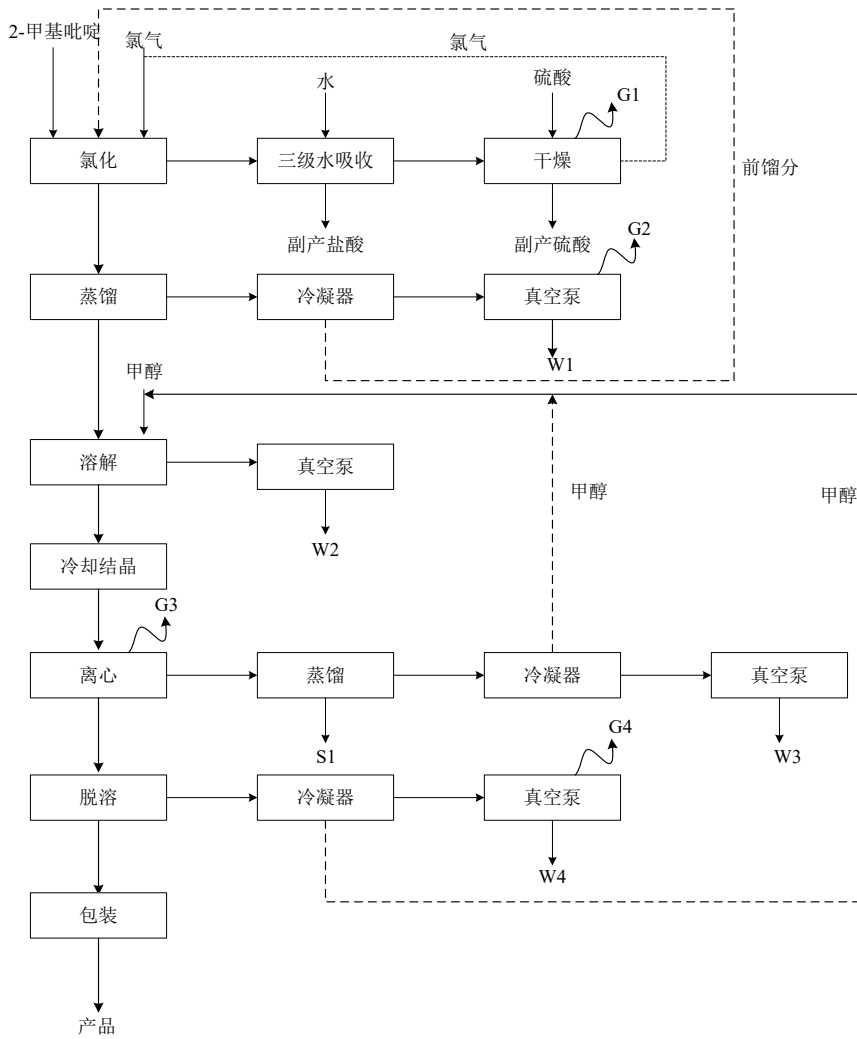 2-甲基吡啶
氯气
氯气
水
硫酸
G1
氯化
三级水吸收
干燥
前馏分
副产盐酸
副产硫酸
G2
蒸馏
冷凝器
真空泵
W1
甲醇
溶解
真空泵
甲醇
甲醇
W2
冷却结晶
G3
离心
蒸馏
冷凝器
真空泵
S1
G4
W3
脱溶
冷凝器
真空泵
W4
包装
产品